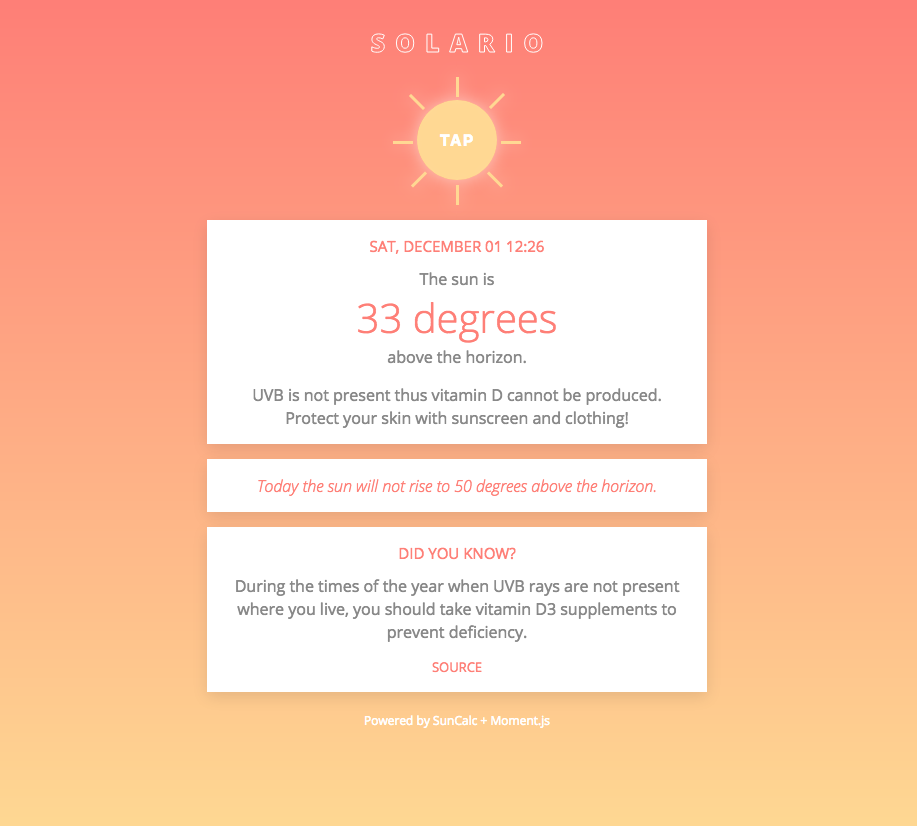 SOLARIO
TAP
SAT, DECEMBER 01 12:26
The sun is
33 degrees
above the horizon.
UVB is not present thus vitamin D cannot be produced.
Protect your skin with sunscreen and clothing!
Today the sun will not rise to 50 degrees above the horizon.
DID YOU KNOW?
During the times of the year when UVB rays are not present
where you live, you should take vitamin D3 supplements to
prevent deficiency.
SOURCE
Powered by SunCalc + Moment.js